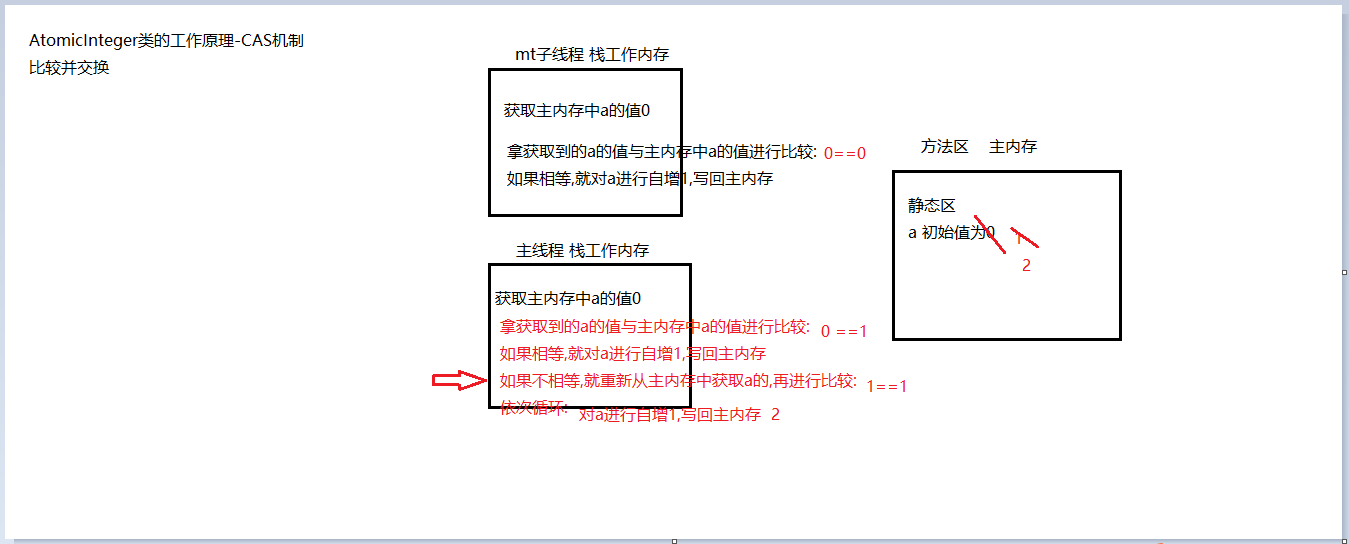 AtomicInteger类的工作原理-CAS机制
比较并交换
mt子线程 栈工作内存
获取主内存中a的值0
拿获取到的a的值与主内存中a的值进行比较: 0==0
如果相等,就对a进行自增1,写回主内存
主线程 栈工作内存
获取主内存中a的值0
拿获取到的a的值与主内存中a的值进行比较: 0 ==1
如果相等,就对a进行自增1,写回主内存
如果不相等,就重新从主内存中获取a的,再进行比较: 1==1
依次循环: 对a进行自增1,写回主内存 2
方法区 主内存
静态区
a 初始值为0 1
2